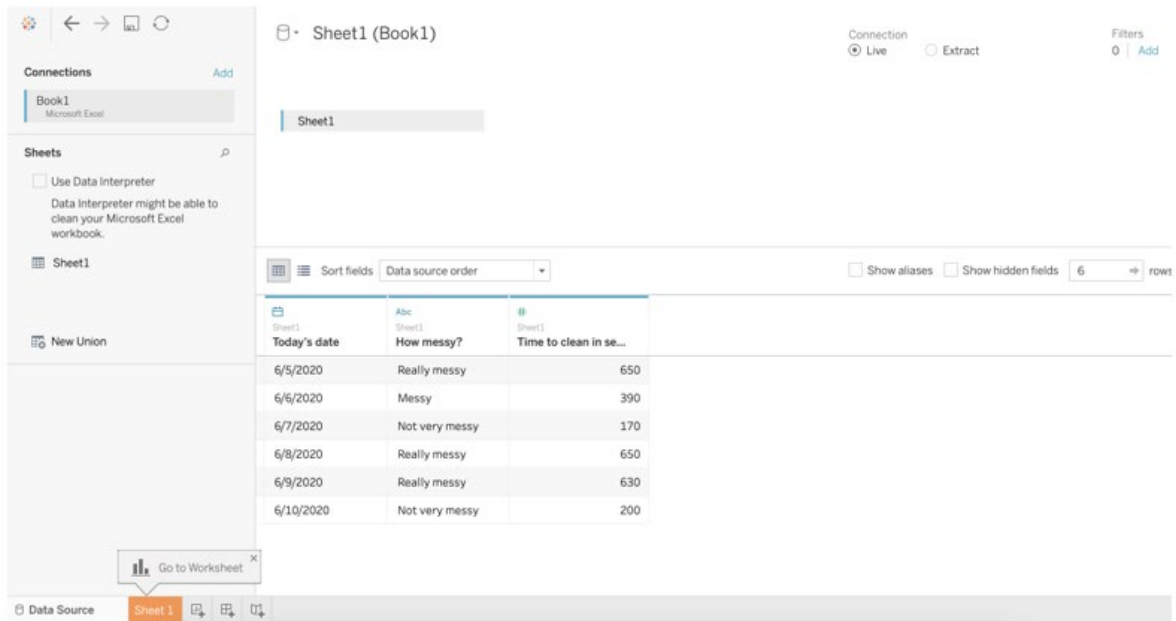 Sheet1 (Book1)
Connection
Live
Extract
Filters
0
Add
Connections
Add
Book1
Microsoft Excel
Sheet1
Sheets
Use Data Interpreter
Data Interpreter might be able to
clean your Microsoft Excel
workbook.
Sheet1
New Union
Sort fields Data source order
Show aliases
Show hidden fields
6
rows
Abc
Sheet1 Sheet1 Sheet1
Today's date How messy? Time to clean in se...
6/5/2020 Really messy 650
6/6/2020 Messy 390
6/7/2020 Not very messy 170
6/8/2020 Really messy 650
6/9/2020 Really messy 630
6/10/2020 Not very messy 200
Go to Worksheet
Data Source
Sheet 1